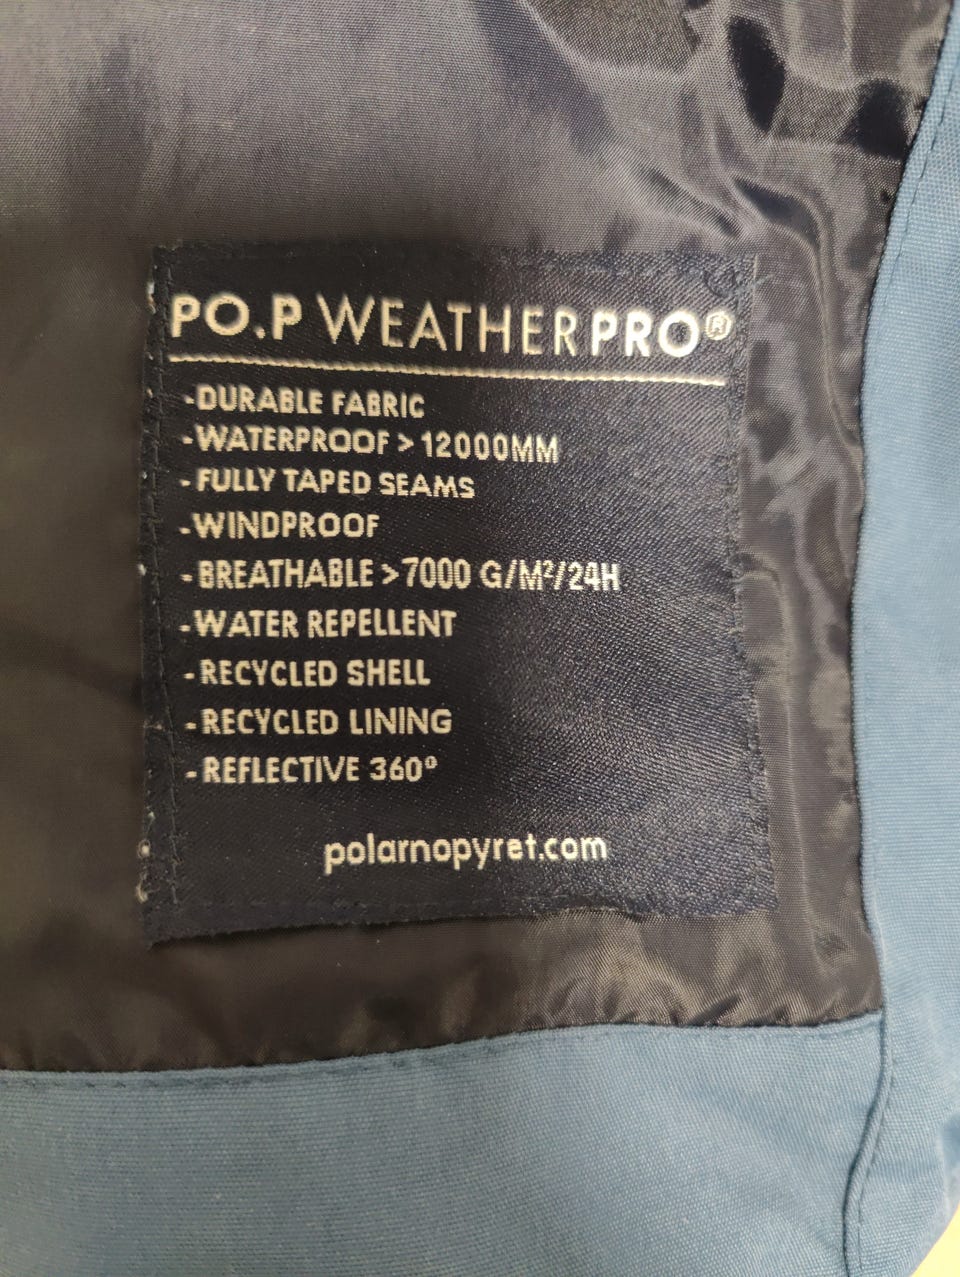 PO.P WEATHERPRO®
-DURABLE FABRIC
-WATERPROOF > 12000MM
-FULLY TAPED SEAMS
-WINDPROOF
-BREATHABLE >7000 G/M²/24H
-WATER REPELLENT
-RECYCLED SHELL
-RECYCLED LINING
-REFLECTIVE 360°
polarnopyret.com